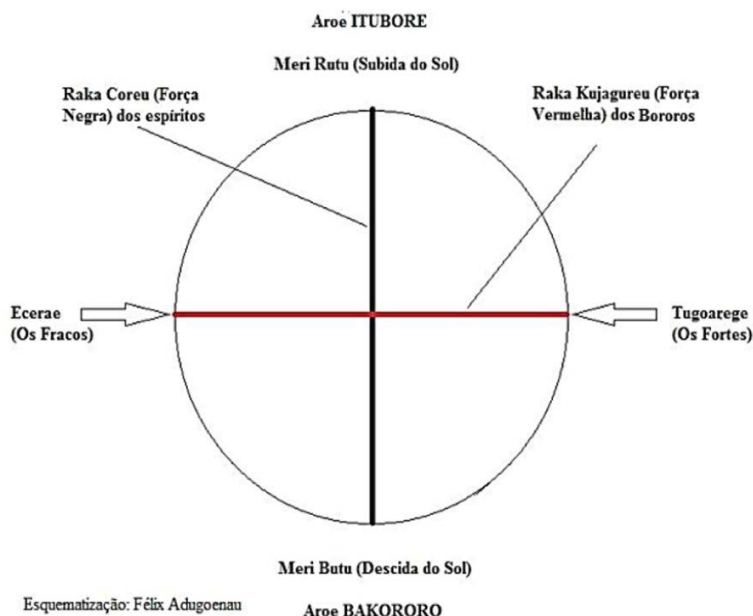 Aroe ITUBORE
Meri Rutu (Subida do Sol)
Raka Coreu (Força
Negra) dos espíritos
Raka Kujagureu (Força
Vermelha) dos Bororos
Ecerae
(Os Fracos)
Tugoarege
(Os Fortes)
Meri Butu (Descida do Sol)
Esquematização: Félix Adugoenau
Aroe BAKORORO